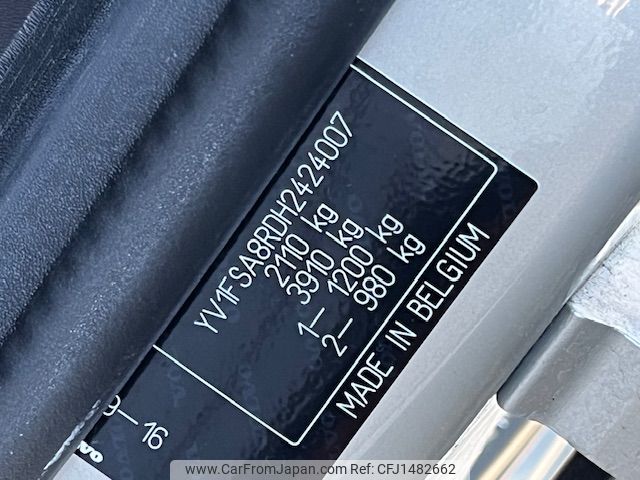 YV1FSA8RDH2424007
2110 kg
3910 kg
1— 1200 kg
2— 980 kg
MADE IN BELGIUM
—16
www.CarFromJapan.com - CFJ1482662